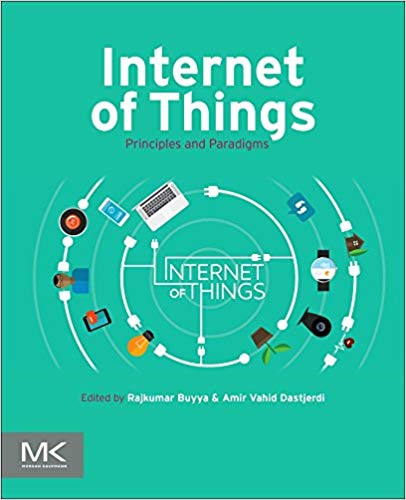 Internet
of Things
Principles and Paradigms
INTERNET
OF THINGS
Edited by Rajkumar Buyya & Amir Vahid Dastjerdi
MK
MORGAN KAUFMANN